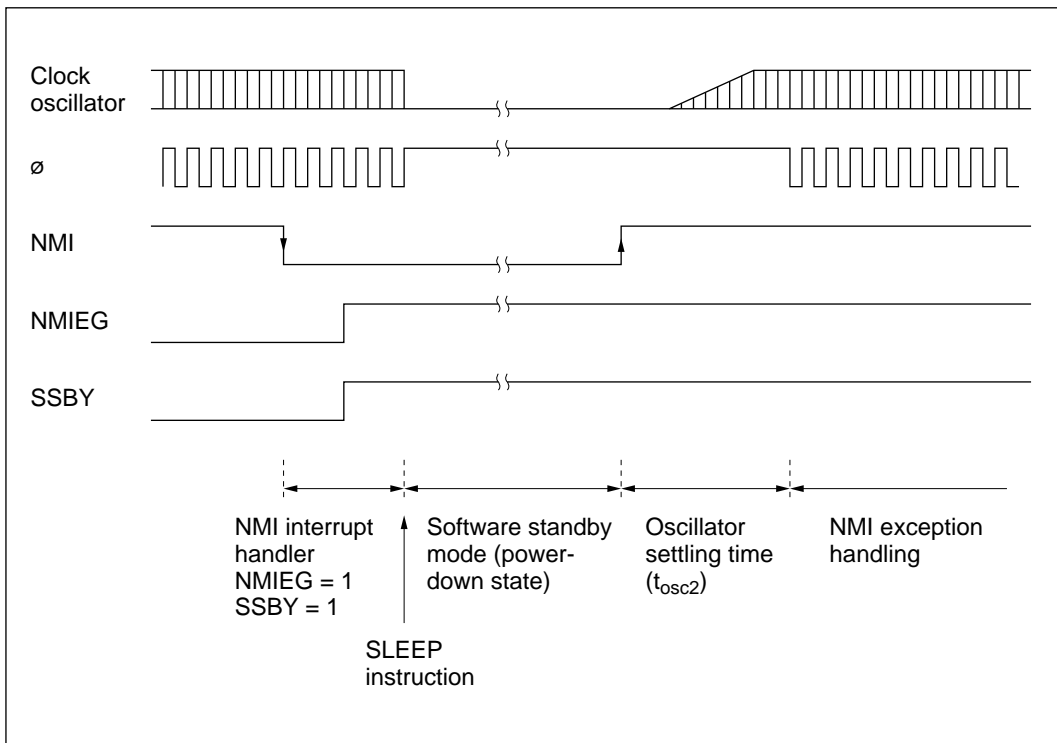 Clock
oscillator
ø
NMI
NMIEG
SSBY
NMI interrupt
handler
NMIEG = 1
SSBY = 1
Software standby
mode (power-
down state)
Oscillator
settling time
(tosc2)
NMI exception
handling
SLEEP
instruction